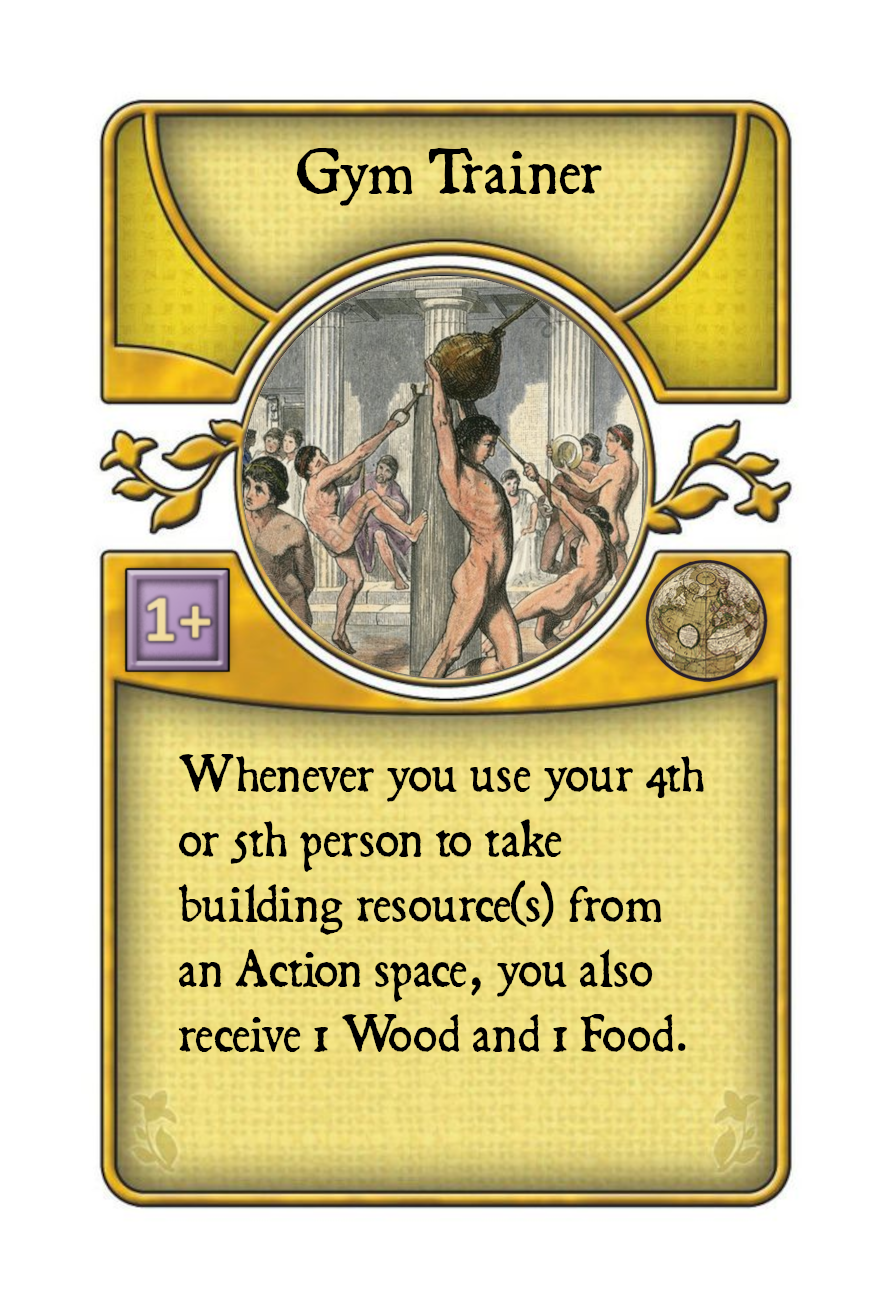 Gym Trainer
1+
Whenever you use your 4th
or 5th person to take
building resource(s) from
an Action space, you also
receive 1 Wood and 1 Food.